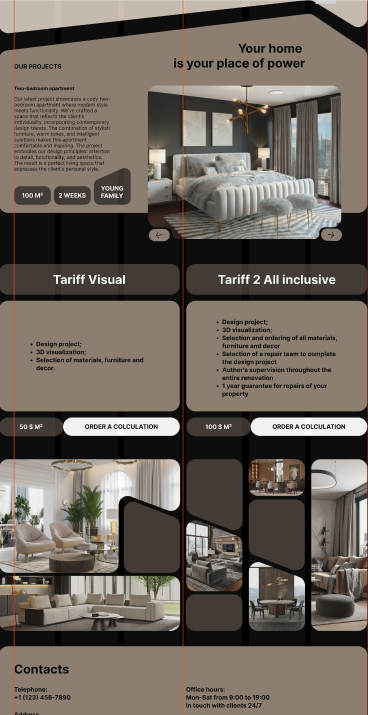 Your home
is your place of power
OUR PROJECTS
Two-bedroom apartment
Our latest project showcases a cozy two-
bedroom apartment where modern style
meets functionality. We've crafted a
space that reflects the client's
individuality, incorporating contemporary
design trends. The combination of stylish
furniture, warm tones, and intelligent
solutions makes this apartment
comfortable and inspiring. The project
embodies our design principles: attention
to detail, functionality, and aesthetics.
The result is a perfect living space that
expresses the client's personal style.
100 M²
2 WEEKS
YOUNG
FAMILY
Tariff Visual
• Design project;
• 3D visualization;
• Selection of materials, furniture and
decor.
50 $ M²
ORDER A CALCULATION
Tariff 2 All inclusive
• Design project;
• 3D visualization;
• Selection and ordering of all materials,
furniture and decor
• Selection of a repair team to complete
the design project
• Author's supervision throughout the
entire renovation
• 1 year guarantee for repairs of your
property
100 $ M²
ORDER A CALCULATION
Contacts
Telephone:
+1 (123) 456-7890
Office hours:
Mon-Sat from 9:00 to 19:00
In touch with clients 24/7